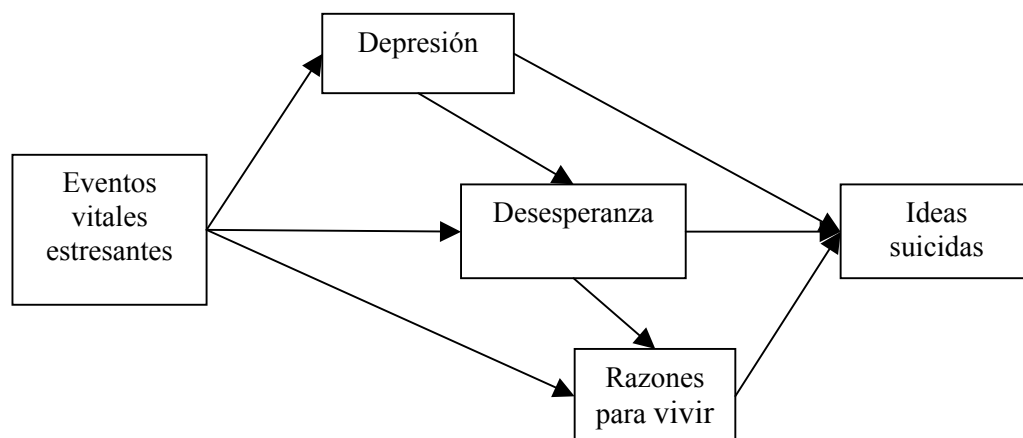 Depresión
Eventos
vitales
estresantes
Desesperanza
Ideas
suicidas
Razones
para vivir